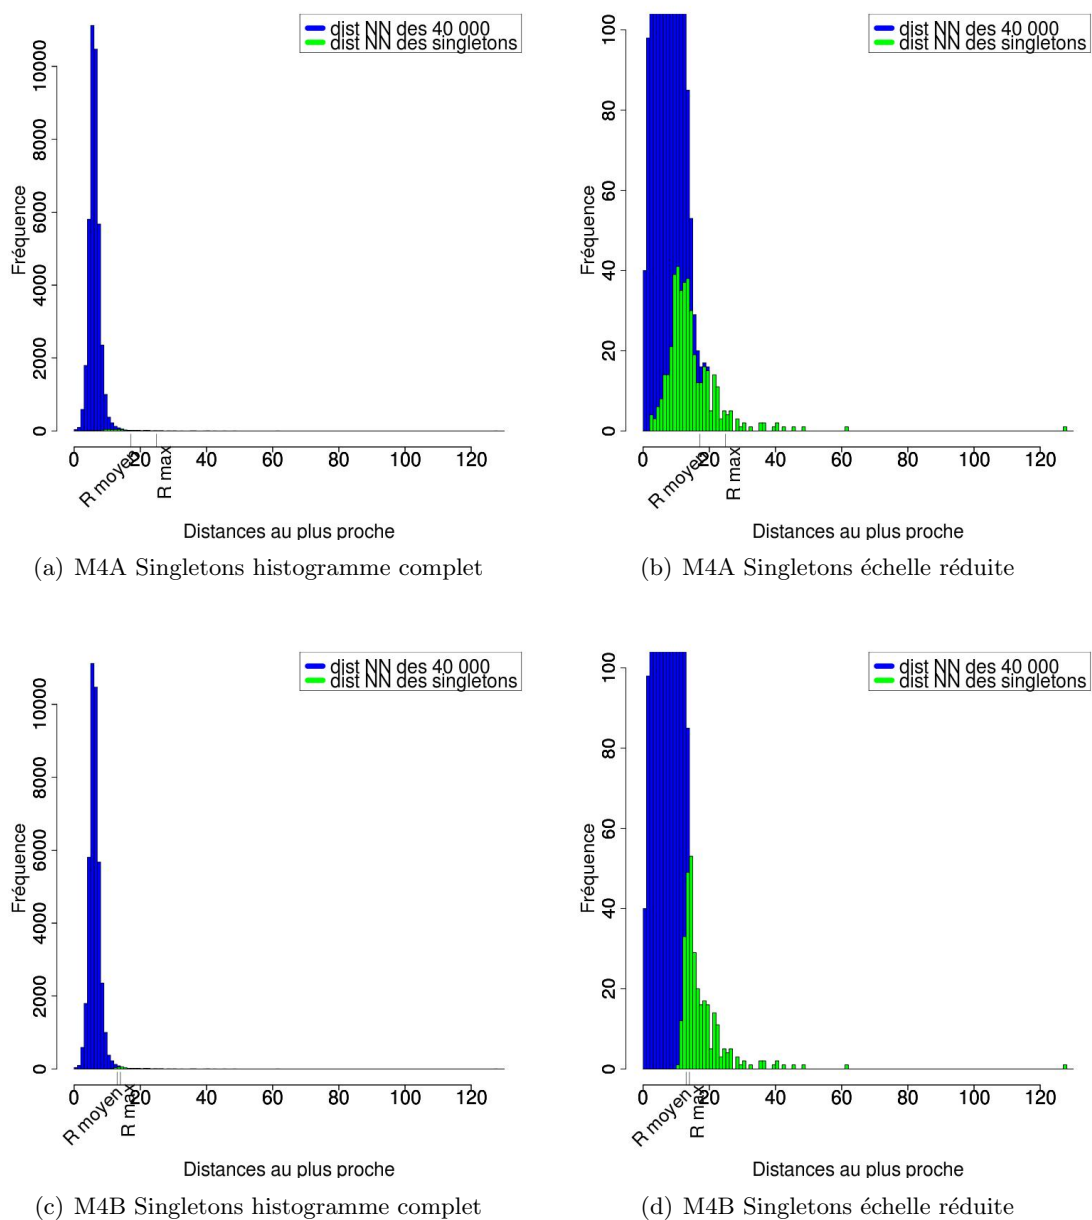 dist NN des 40 000
dist NN des singletons
Fréquence
0 2000 4000 6000 8000 10000
0 20 40 60 80 100 120
R moyen
R max
Distances au plus proche
(a) M4A Singletons histogramme complet
dist NN des 40 000
dist NN des singletons
Fréquence
0 20 40 60 80 100
0 20 40 60 80 100 120
R moyen
R max
Distances au plus proche
(b) M4A Singletons échelle réduite
dist NN des 40 000
dist NN des singletons
Fréquence
0 2000 4000 6000 8000 10000
0 20 40 60 80 100 120
R moyen
R max
Distances au plus proche
(c) M4B Singletons histogramme complet
dist NN des 40 000
dist NN des singletons
Fréquence
0 20 40 60 80 100
0 20 40 60 80 100 120
R moyen
R max
Distances au plus proche
(d) M4B Singletons échelle réduite